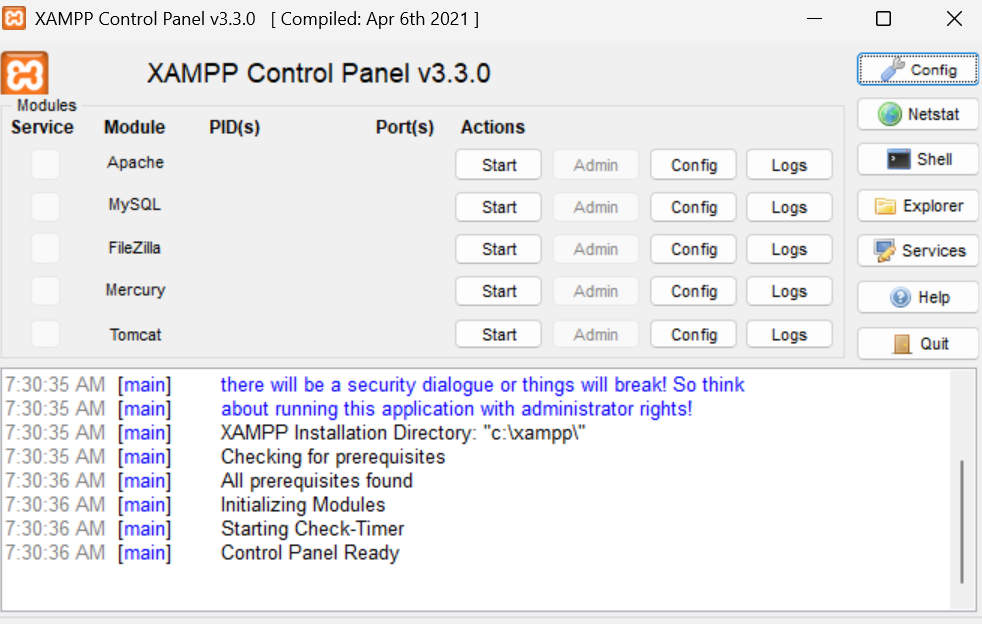 XAMPP Control Panel v3.3.0 [ Compiled: Apr 6th 2021 ]
XAMPP Control Panel v3.3.0
Config
Modules
Service Module PID(s) Port(s) Actions
Netstat
Apache Start Admin Config Logs
Shell
MySQL Start Admin Config Logs
Explorer
FileZilla Start Admin Config Logs
Services
Mercury Start Admin Config Logs
Help
Tomcat Start Admin Config Logs
Quit
7:30:35 AM [main] there will be a security dialogue or things will break! So think
7:30:35 AM [main] about running this application with administrator rights!
7:30:35 AM [main] XAMPP Installation Directory: "c:\xampp\"
7:30:35 AM [main] Checking for prerequisites
7:30:36 AM [main] All prerequisites found
7:30:36 AM [main] Initializing Modules
7:30:36 AM [main] Starting Check-Timer
7:30:36 AM [main] Control Panel Ready